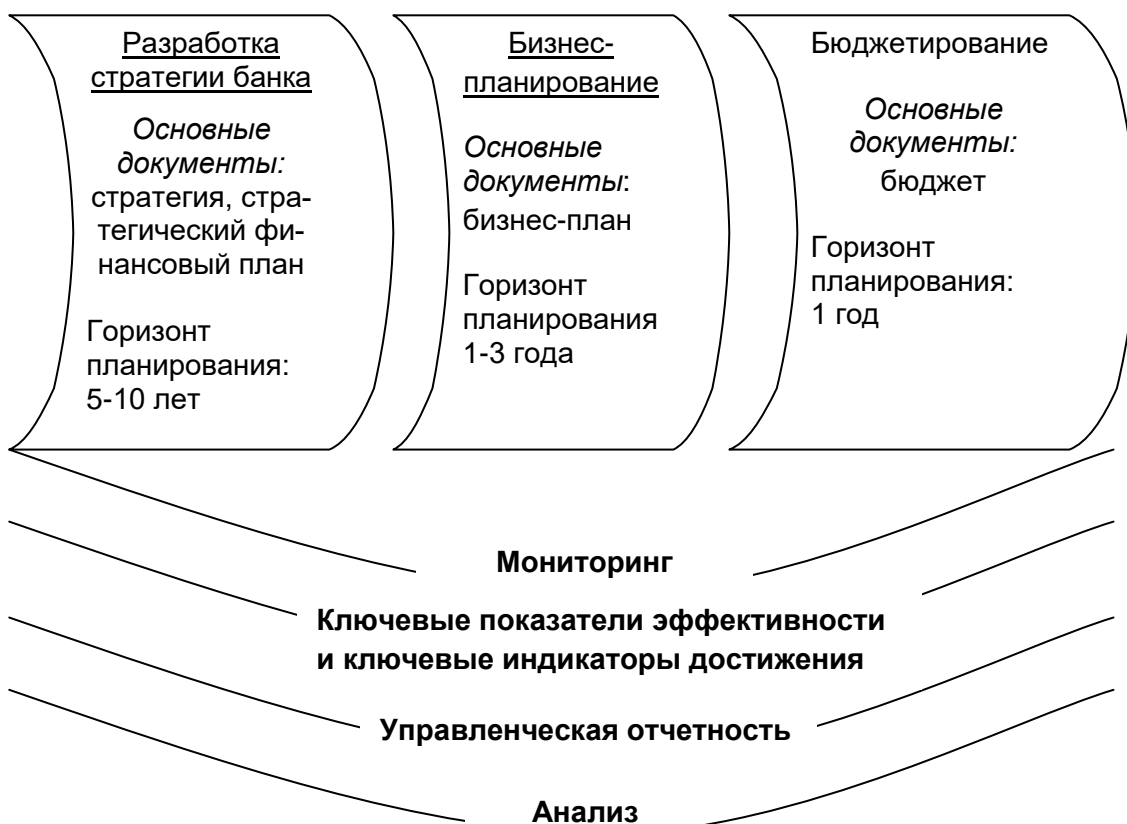 Разработка
стратегии банка
Основные
документы:
стратегия, стра-
тегический фи-
нансовый план
Горизонт
планирования:
5-10 лет
Бизнес-
планирование
Основные
документы:
бизнес-план
Горизонт
планирования
1-3 года
Бюджетирование
Основные
документы:
бюджет
Горизонт
планирования:
1 год
Мониторинг
Ключевые показатели эффективности
и ключевые индикаторы достижения
Управленческая отчетность
Анализ